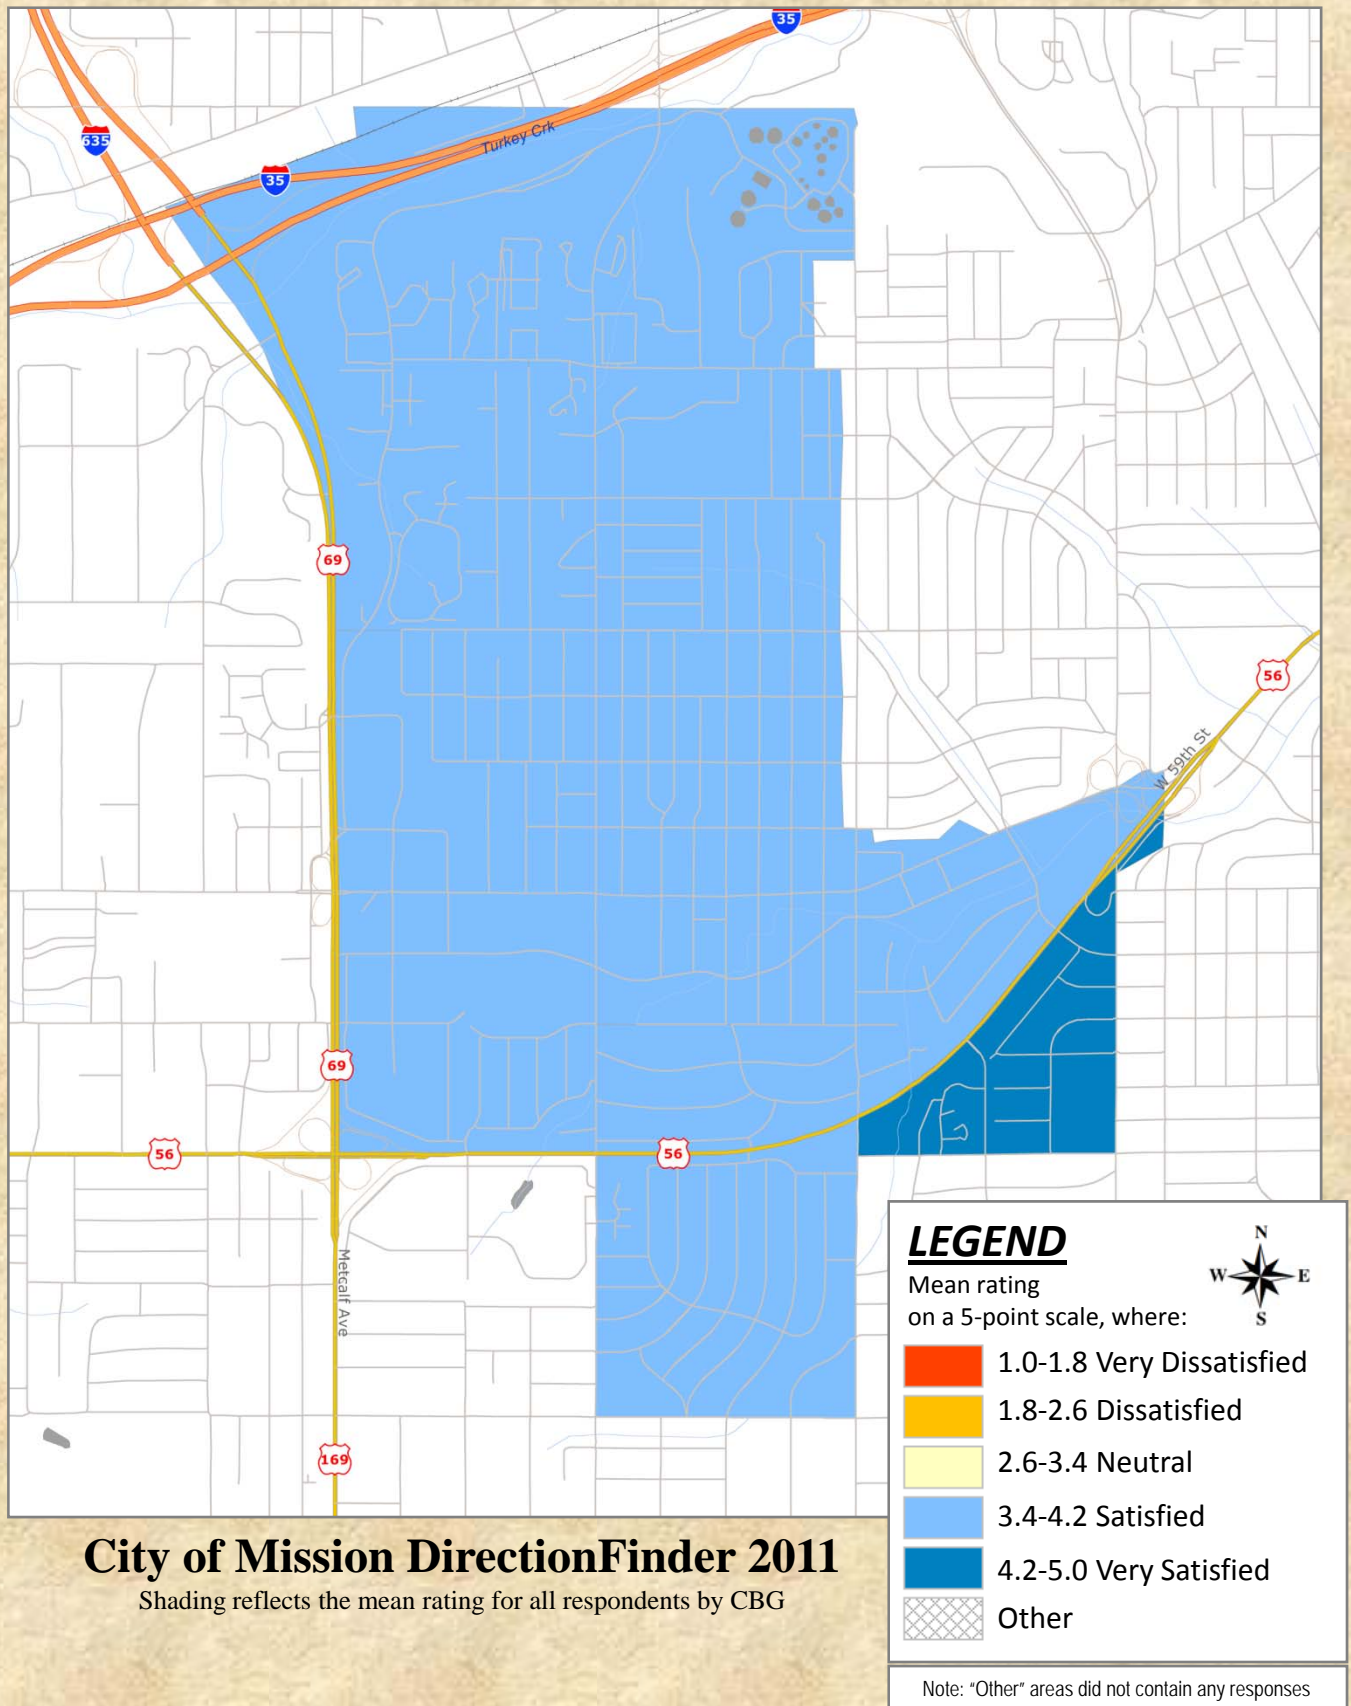 35
635
35
Turkey Crk
69
56
W 59th St
69
56
56
Metcalf Ave
169
LEGEND
Mean rating
on a 5-point scale, where:
N
W E
S
1.0-1.8 Very Dissatisfied
1.8-2.6 Dissatisfied
2.6-3.4 Neutral
3.4-4.2 Satisfied
4.2-5.0 Very Satisfied
Other
City of Mission DirectionFinder 2011
Shading reflects the mean rating for all respondents by CBG
Note: "Other" areas did not contain any responses